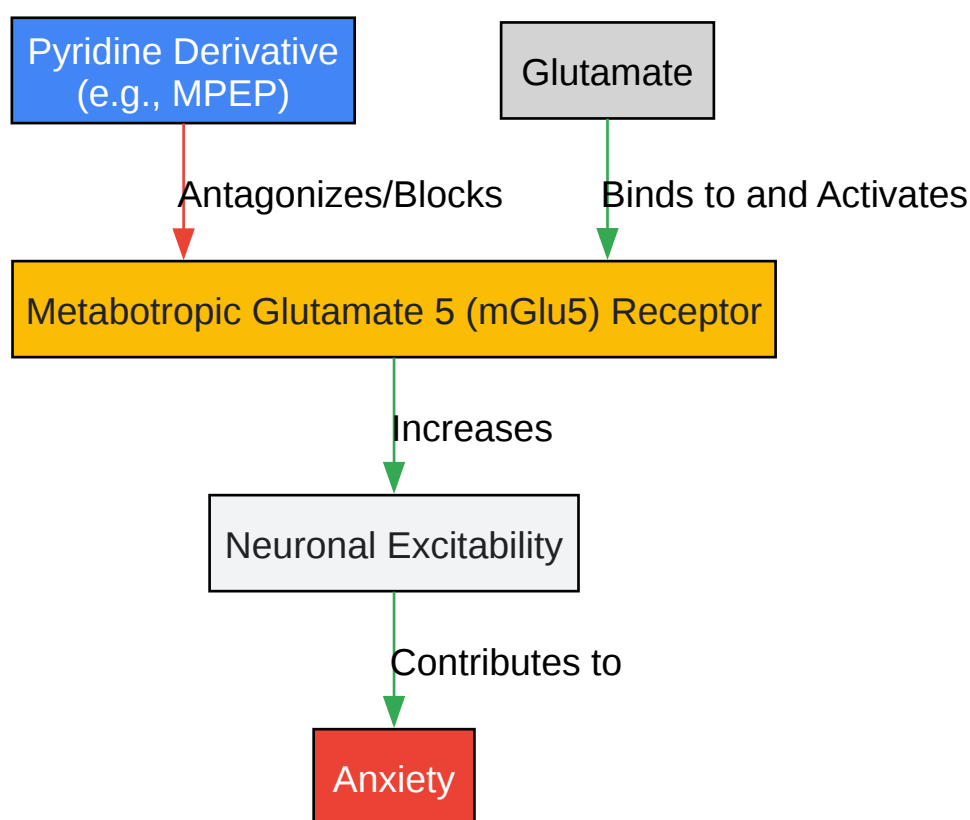 Pyridine Derivative
(e.g., MPEP)
Glutamate
Antagonizes/Blocks
Binds to and Activates
Metabotropic Glutamate 5 (mGlu5) Receptor
Increases
Neuronal Excitability
Contributes to
Anxiety